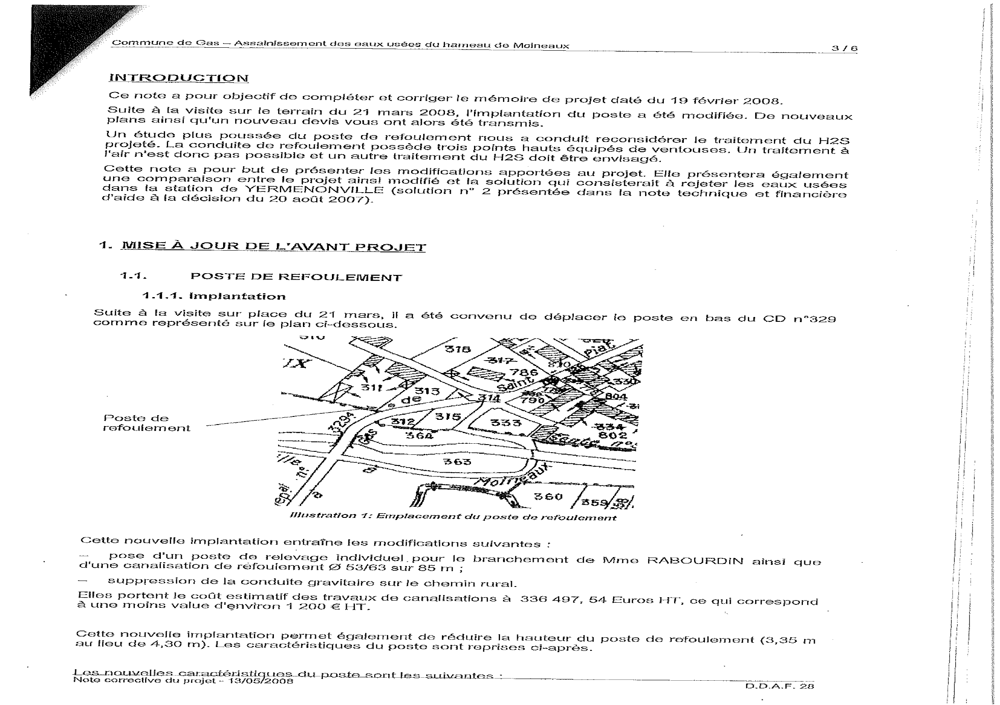 Commune de Gas – Assainissement des eaux usées du hameau de Moineaux
3 / 6
INTRODUCTION
Ce note a pour objectif de compléter et corriger le mémoire de projet daté du 19 février 2008.
Suite à la visite sur le terrain du 21 mars 2008, l'implantation du poste a été modifiée. De nouveaux
plans ainsi qu'un nouveau devis vous ont alors été transmis.
Un étude plus poussée du poste de refoulement nous a conduit reconsidérer le traitement du H2S
projeté. La conduite de refoulement possède trois points hauts équipés de ventouses. Un traitement à
l'air n'est donc pas possible et un autre traitement du H2S doit être envisagé.
Cette note a pour but de présenter les modifications apportées au projet. Elle présentera également
une comparaison entre le projet ainsi modifié et la solution qui consisterait à rejeter les eaux usées
dans la station de YERMENONVILLE (solution n° 2 présentée dans la note technique et financière
d'aide à la décision du 20 août 2007).
1. MISE À JOUR DE L'AVANT PROJET
1.1. POSTE DE REFOULEMENT
1.1.1. Implantation
Suite à la visite sur place du 21 mars, il a été convenu de déplacer le poste en bas du CD n°329
comme représenté sur le plan ci-dessous.
318
Piat
IX
317
810
786
Saint
311
313
de
314
790
804
Poste de
refoulement
329
312
315
333
334
364
802
Gas
Sente
363
Moineaux
360
359
Illustration 1: Emplacement du poste de refoulement
Cette nouvelle implantation entraîne les modifications suivantes :
– pose d'un poste de relevage individuel pour le branchement de Mme RABOURDIN ainsi que
d'une canalisation de refoulement Ø 53/63 sur 85 m ;
– suppression de la conduite gravitaire sur le chemin rural.
Elles portent le coût estimatif des travaux de canalisations à 336 497, 54 Euros HT, ce qui correspond
à une moins value d'environ 1 200 € HT.
Cette nouvelle implantation permet également de réduire la hauteur du poste de refoulement (3,35 m
au lieu de 4,30 m). Les caractéristiques du poste sont reprises ci-après.
Les nouvelles caractéristiques du poste sont les suivantes :
Note corrective du projet - 13/05/2008
D.D.A.F. 28